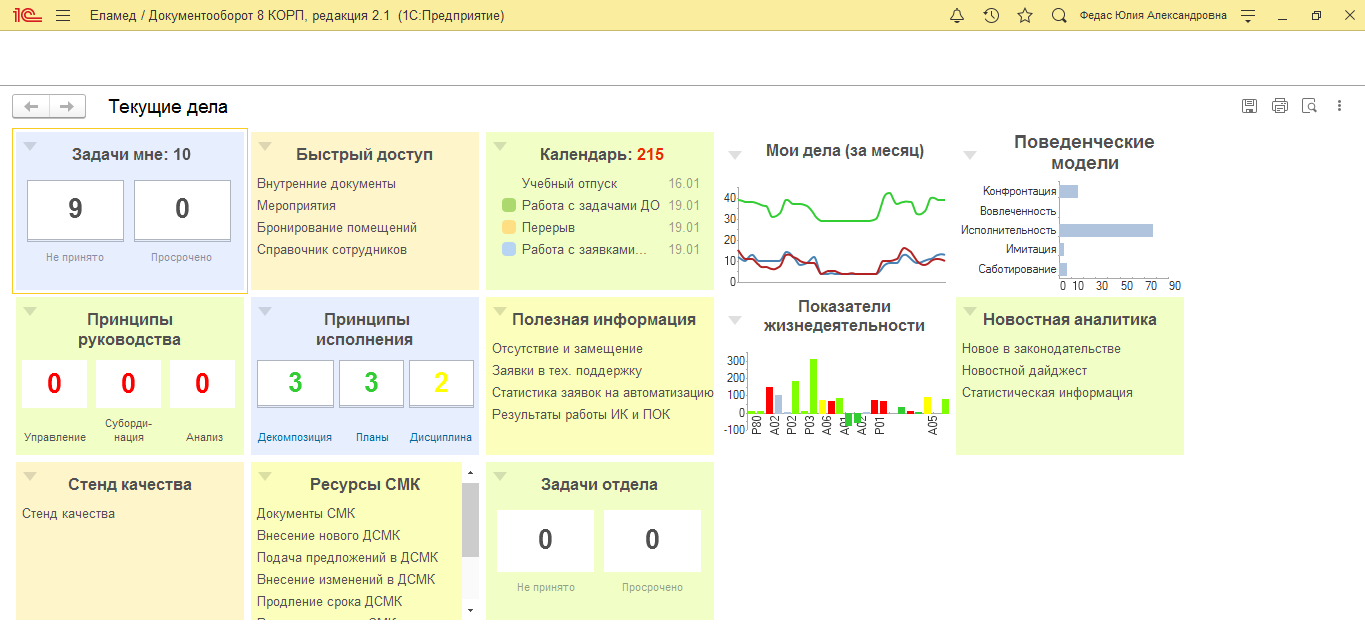 1С Еламед / Документооборот 8 КОРП, редакция 2.1 (1С:Предприятие) Федас Юлия Александровна
Текущие дела
Задачи мне: 10
9 0
Не принято Просрочено
Быстрый доступ
Внутренние документы
Мероприятия
Бронирование помещений
Справочник сотрудников
Календарь: 215
Учебный отпуск 16.01
Работа с задачами ДО 19.01
Перерыв 19.01
Работа с заявками... 19.01
Мои дела (за месяц)
40
30
20
10
0
Поведенческие
модели
Конфронтация
Вовлеченность
Исполнительность
Имитация
Саботирование
0 10 30 50 70 90
Принципы
руководства
0 0 0
Управление Суборди-
нация Анализ
Принципы
исполнения
3 3 2
Декомпозиция Планы Дисциплина
Полезная информация
Отсутствие и замещение
Заявки в тех. поддержку
Статистика заявок на автоматизацию
Результаты работы ИК и ПОК
Показатели
жизнедеятельности
300
200
100
0
-100
P80 A02 P02 P03 A06 A01 A02 P01 A05
Новостная аналитика
Новое в законодательстве
Новостной дайджест
Статистическая информация
Стенд качества
Стенд качества
Ресурсы СМК
Документы СМК
Внесение нового ДСМК
Подача предложений в ДСМК
Внесение изменений в ДСМК
Продление срока ДСМК
Задачи отдела
0 0
Не принято Просрочено